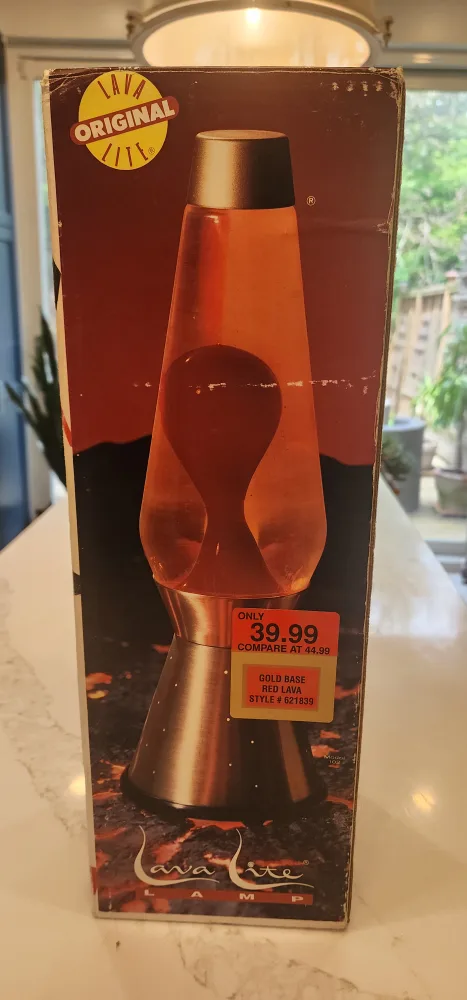 LAVA
ORIGINAL
LITE®
®
ONLY
39.99
COMPARE AT 44.99
GOLD BASE
RED LAVA
STYLE # 621839
Lava Lite®
LAMP